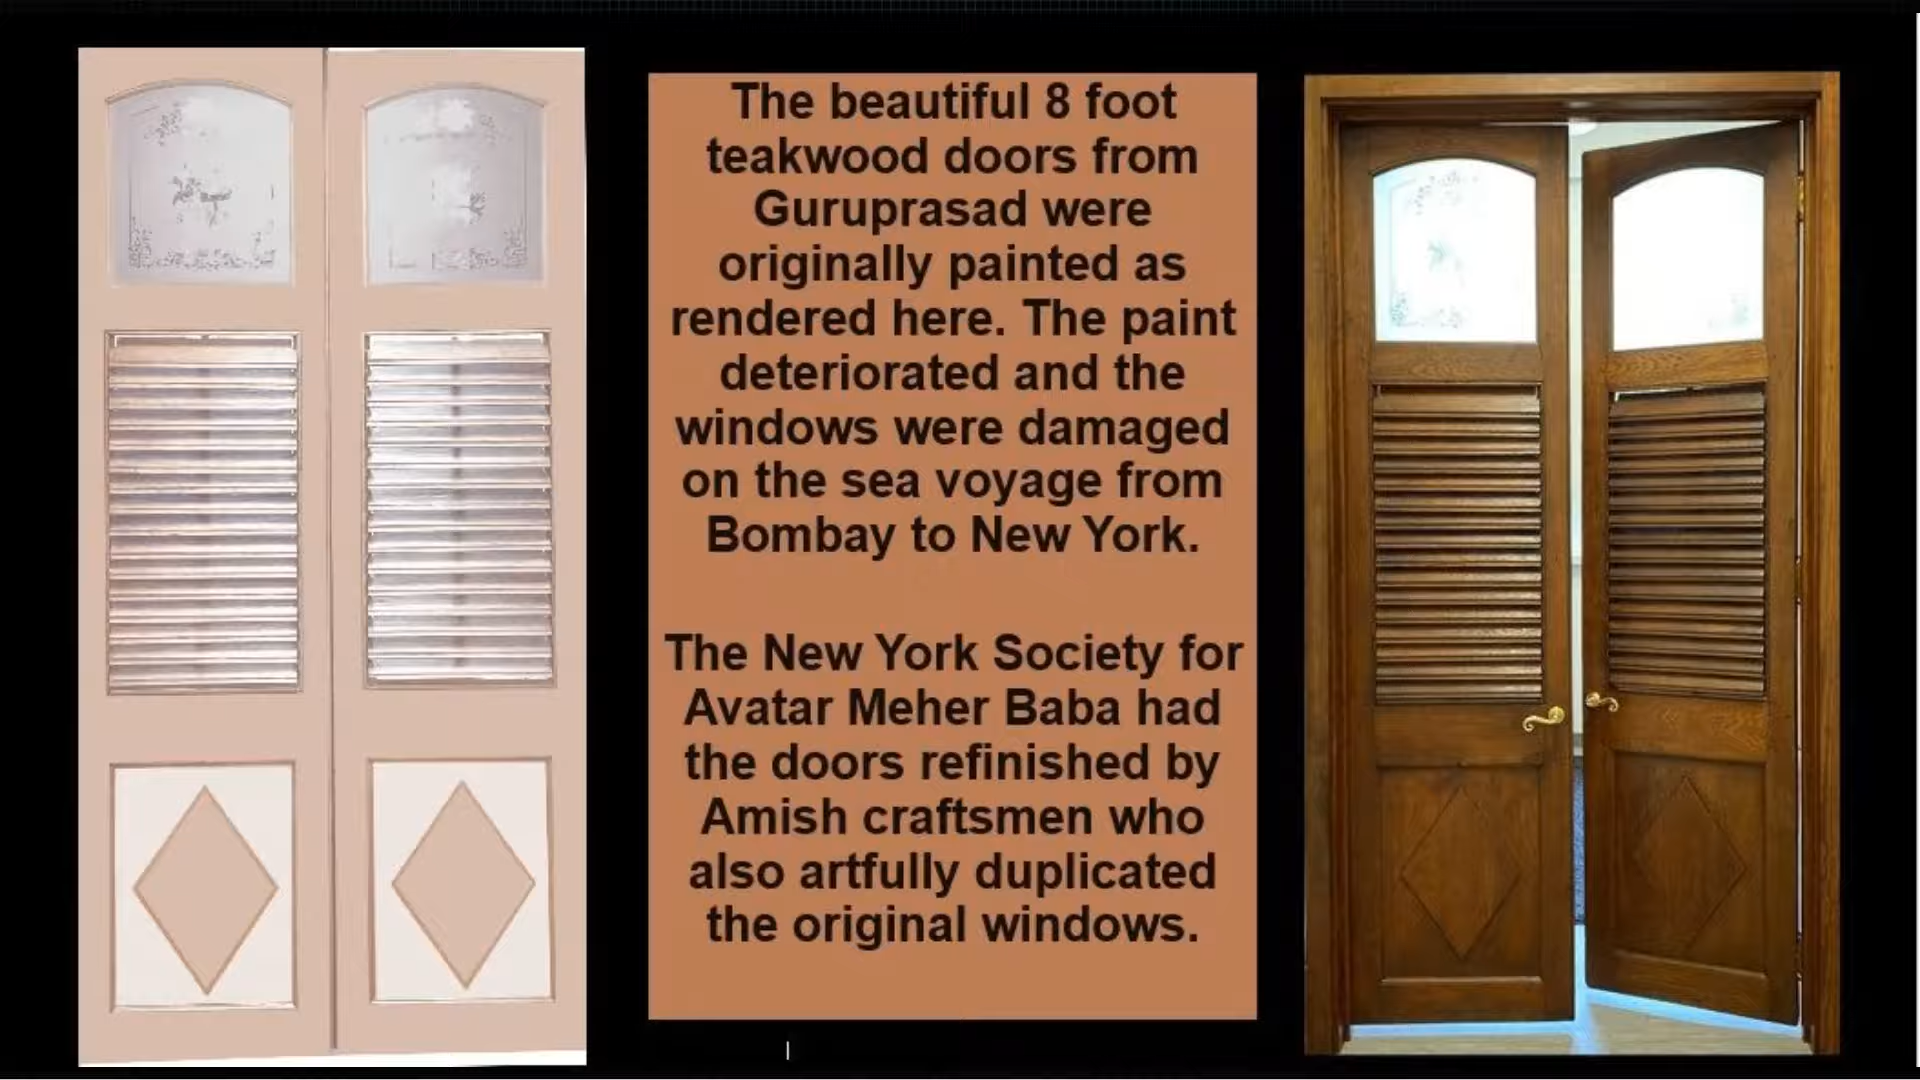 The beautiful 8 foot
teakwood doors from
Guruprasad were
originally painted as
rendered here. The paint
deteriorated and the
windows were damaged
on the sea voyage from
Bombay to New York.
The New York Society for
Avatar Meher Baba had
the doors refinished by
Amish craftsmen who
also artfully duplicated
the original windows.